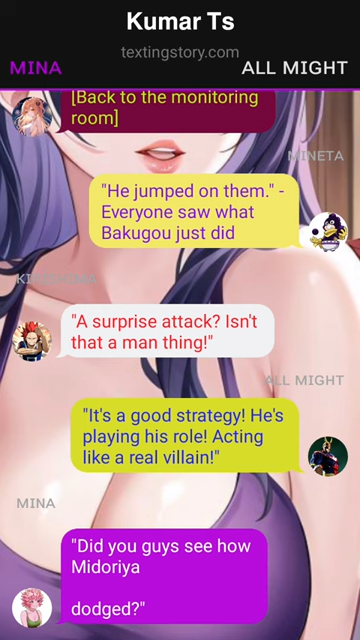 Kumar Ts
textingstory.com
MINA
ALL MIGHT
[Back to the monitoring
room]
MINETA
"He jumped on them." -
Everyone saw what
Bakugou just did
"A surprise attack? Isn't
that a man thing!"
ALL MIGHT
"It's a good strategy! He's
playing his role! Acting
like a real villain!"
MINA
"Did you guys see how
Midoriya
dodged?"